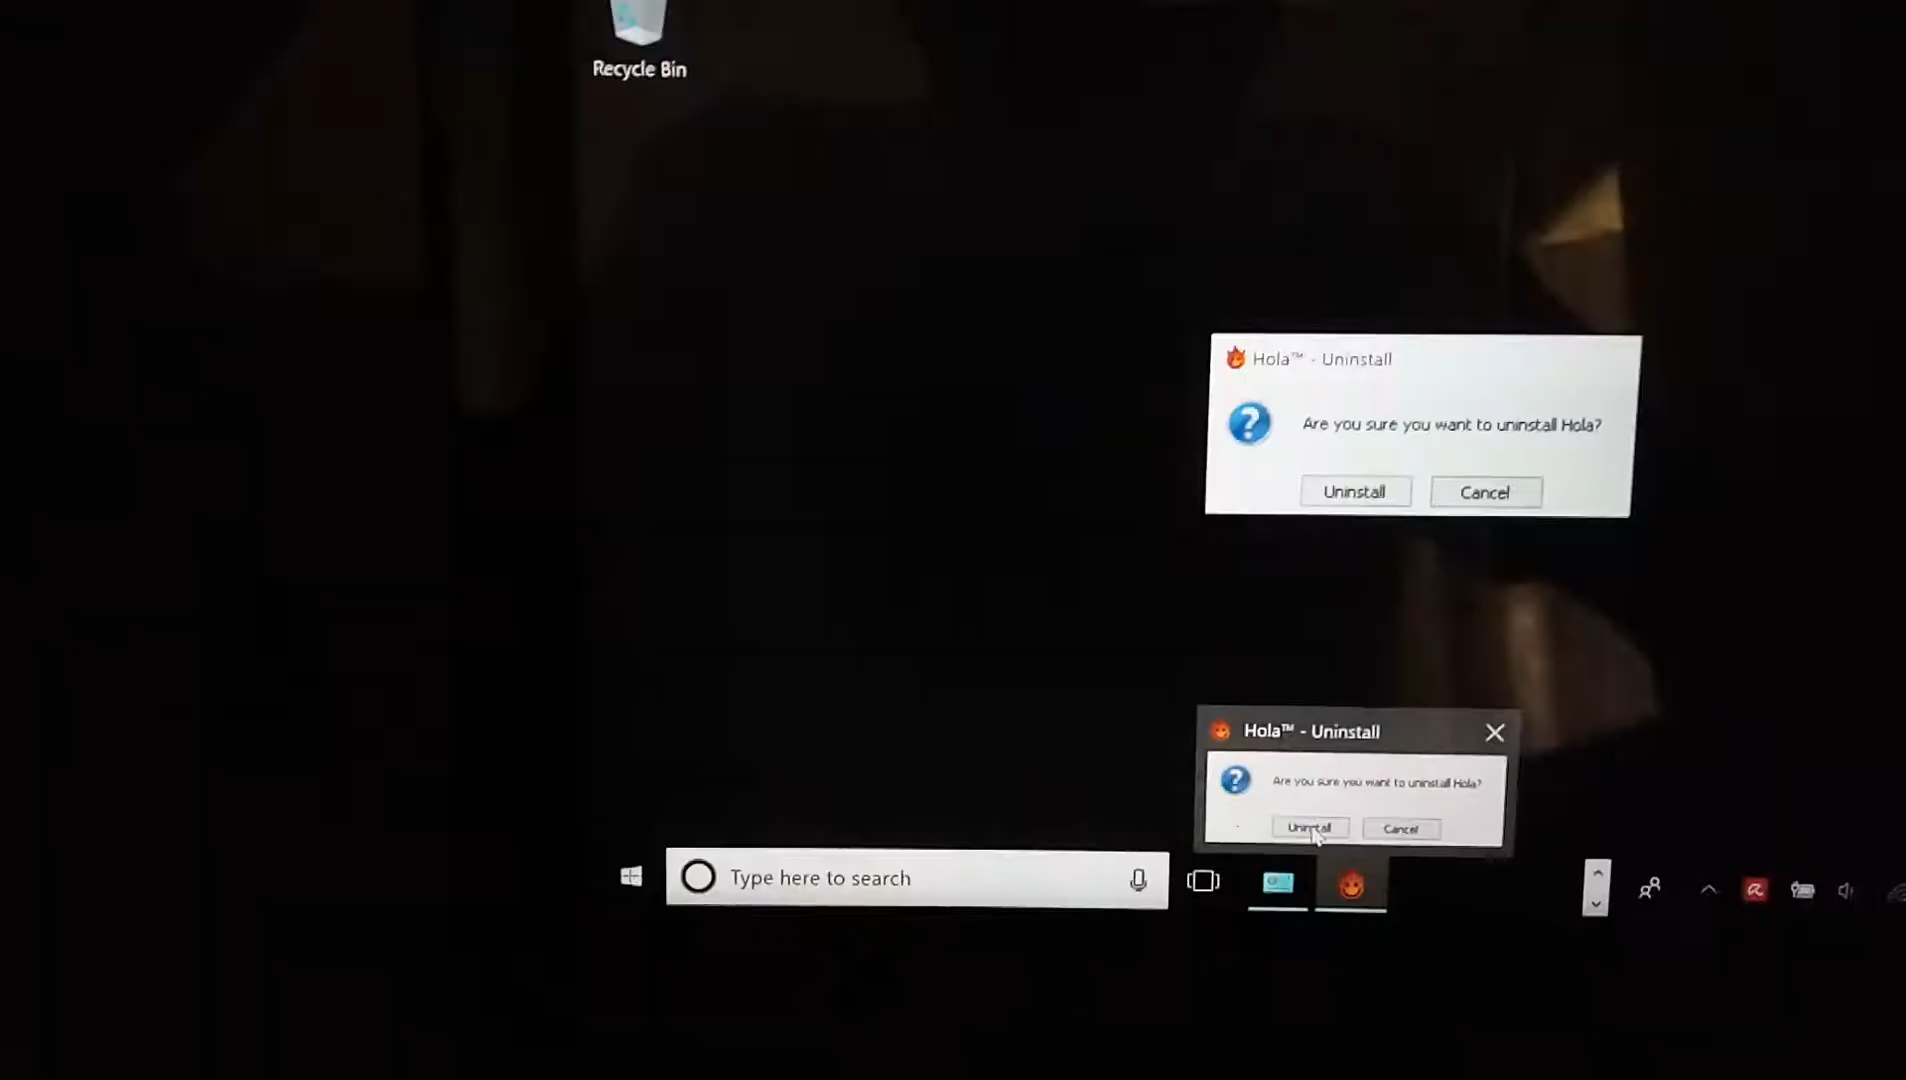 Recycle Bin
Hola™ - Uninstall
Are you sure you want to uninstall Hola?
Uninstall Cancel
Hola™ - Uninstall
Are you sure you want to uninstall Hola?
Uninstall Cancel
Type here to search